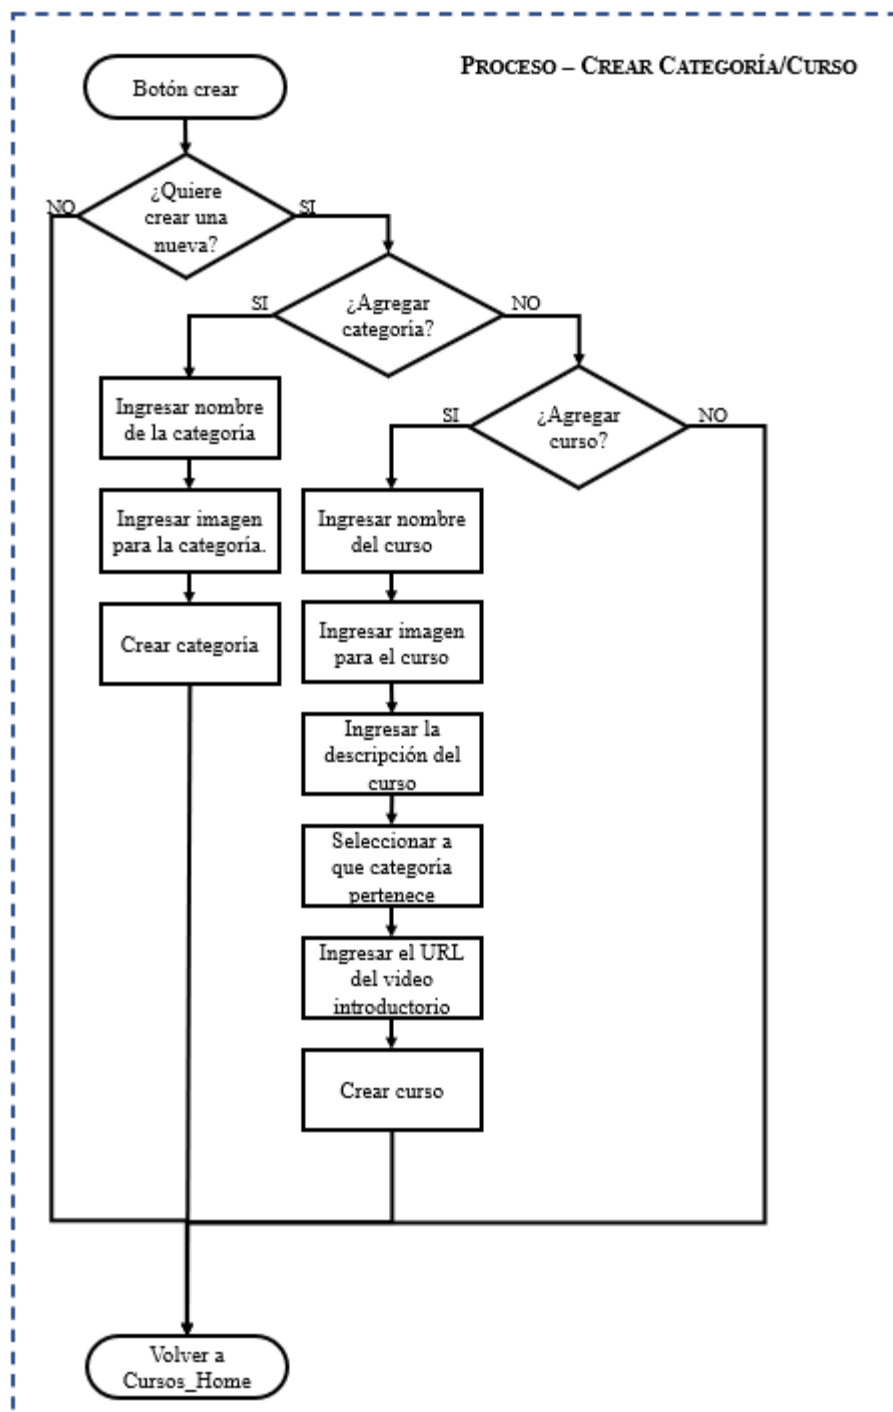 PROCESO – CREAR CATEGORÍA/CURSO
Botón crear
¿Quiere
crear una
nueva?
NO
SI
¿Agregar
categoría?
SI
NO
¿Agregar
curso?
SI
NO
Ingresar nombre
de la categoría
Ingresar imagen
para la categoría.
Crear categoría
Ingresar nombre
del curso
Ingresar imagen
para el curso
Ingresar la
descripción del
curso
Seleccionar a
que categoría
pertenece
Ingresar el URL
del video
introductorio
Crear curso
Volver a
Cursos_Home